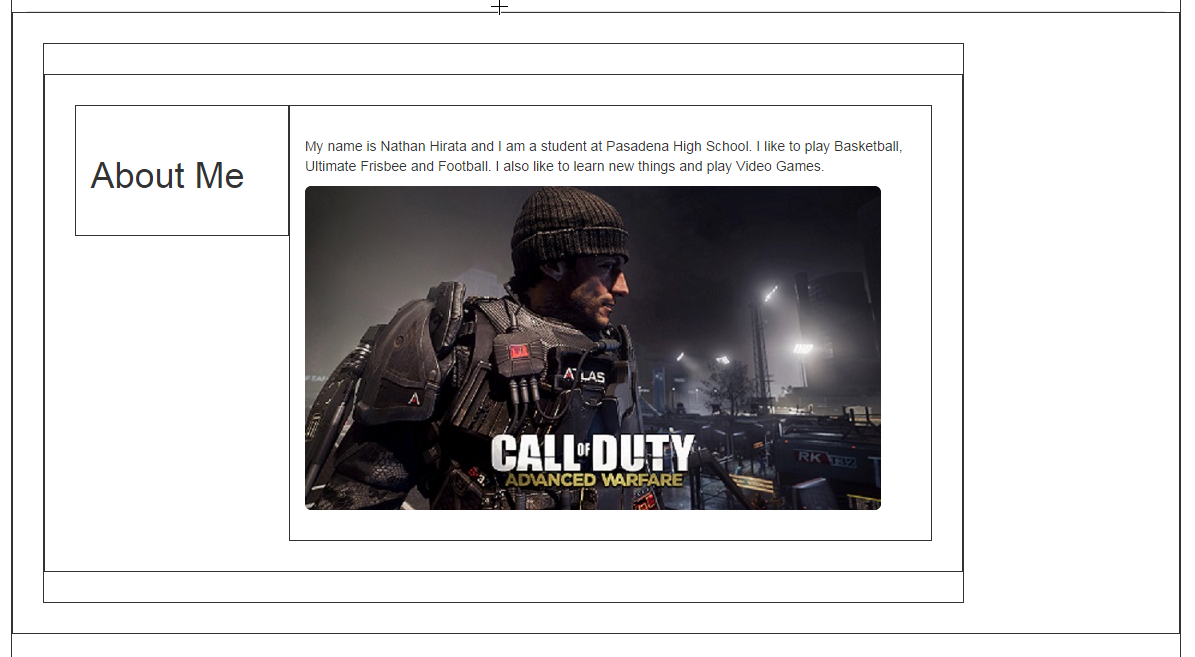 About Me
My name is Nathan Hirata and I am a student at Pasadena High School. I like to play Basketball,
Ultimate Frisbee and Football. I also like to learn new things and play Video Games.
ATLAS
CALL OF DUTY
ADVANCED WARFARE
RK T32